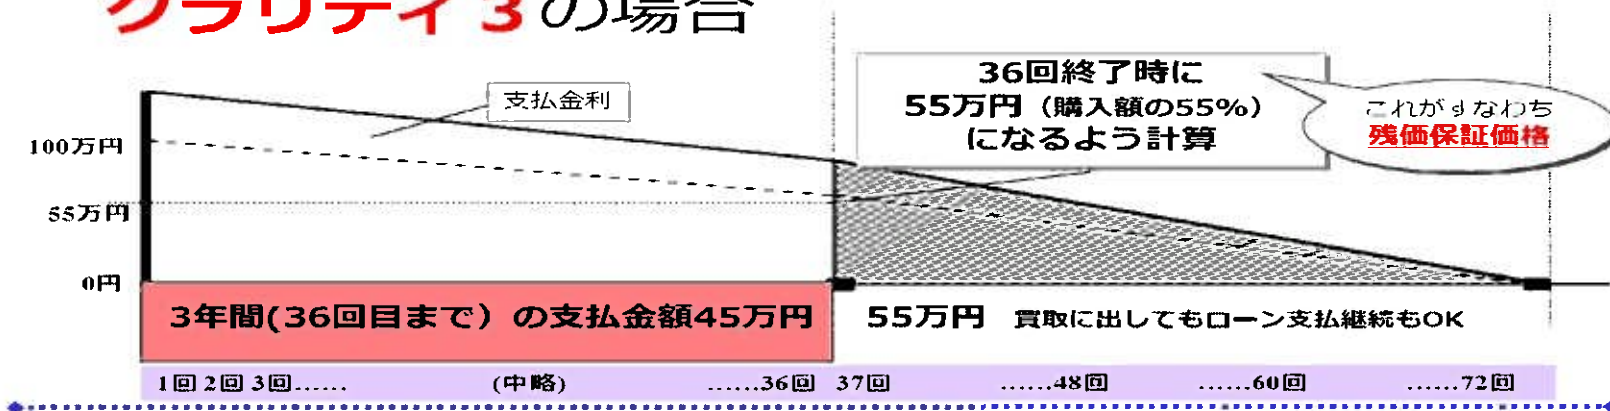 クラリティ３の場合
支払金利
36回終了時に
55万円（購入額の55%）
になるよう計算
これがすなわち
残価保証価格
100万円
55万円
0円
3年間(36回目まで）の支払金額45万円
55万円 買取に出してもローン支払継続もOK
1回 2回 3回…… (中略) ……36回 37回 ……48回 ……60回 ……72回